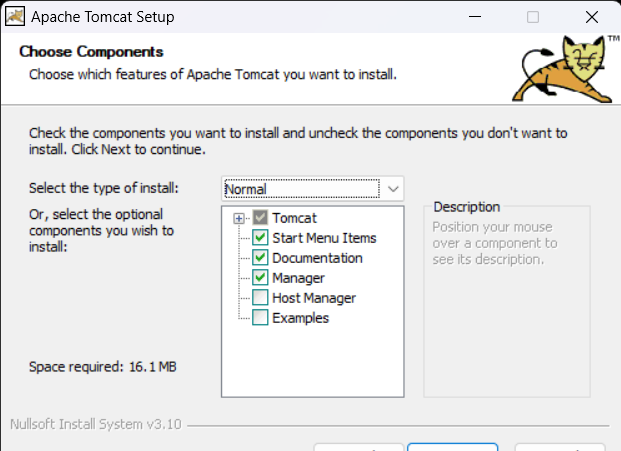 Apache Tomcat Setup
Choose Components
Choose which features of Apache Tomcat you want to install.
TM
Check the components you want to install and uncheck the components you don't want to
install. Click Next to continue.
Select the type of install:
Normal
Or, select the optional
components you wish to
install:
Tomcat
Start Menu Items
Documentation
Manager
Host Manager
Examples
Description
Position your mouse
over a component to
see its description.
Space required: 16.1 MB
Nullsoft Install System v3.10